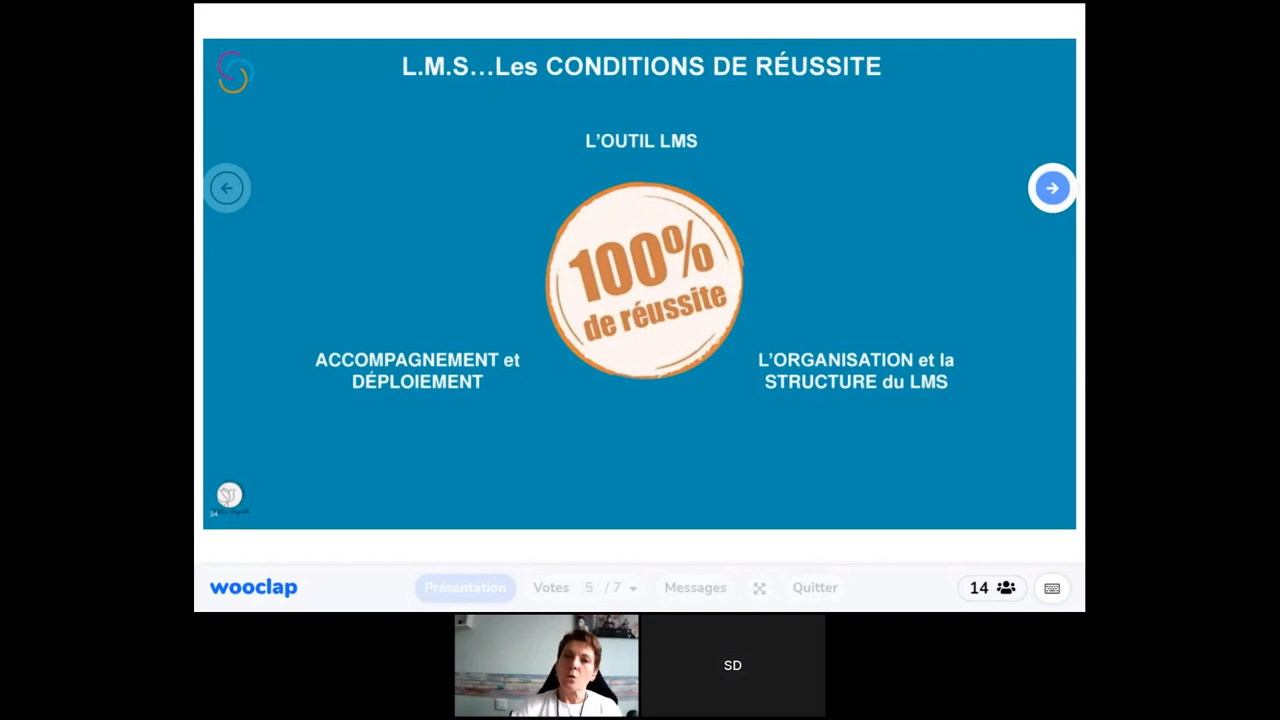 L.M.S...Les CONDITIONS DE RÉUSSITE
L'OUTIL LMS
100%
de réussite
ACCOMPAGNEMENT et
DÉPLOIEMENT
L'ORGANISATION et la
STRUCTURE du LMS
34
wooclap
Présentation
Votes
5 / 7
Messages
Quitter
14
SD